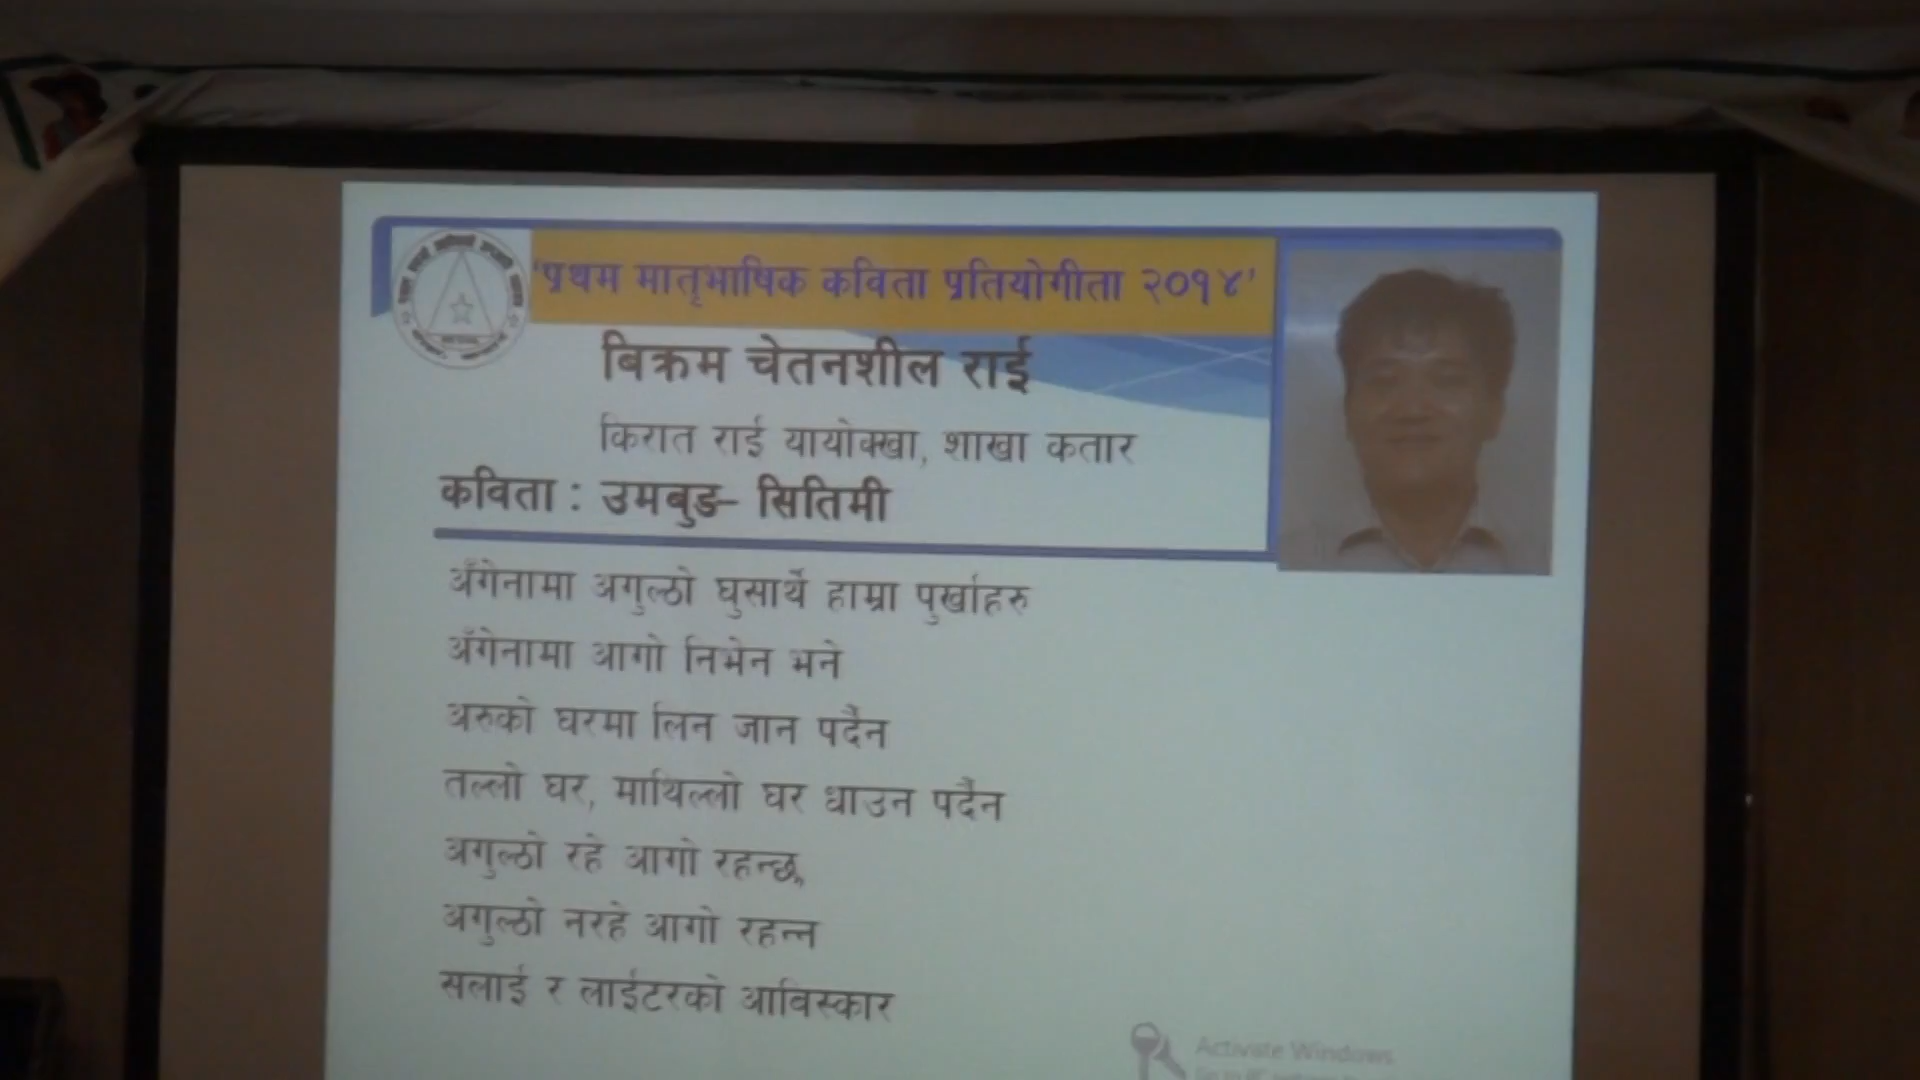 ‘प्रथम मातृभाषिक कविता प्रतियोगीता २०१४’
बिक्रम चेतनशील राई
किरात राई यायोक्खा, शाखा कतार
कविता : उमबुङ– सितिमी
अँगेनामा अगुल्ठो घुसार्थे हाम्रा पुर्खाहरु
अँगेनामा आगो निभेन भने
अरुको घरमा लिन जान पर्दैन
तल्लो घर, माथिल्लो घर धाउन पर्दैन
अगुल्ठो रहे आगो रहन्छ,
अगुल्ठो नरहे आगो रहन्न
सलाई र लाईटरको आविस्कार
Activate Windows